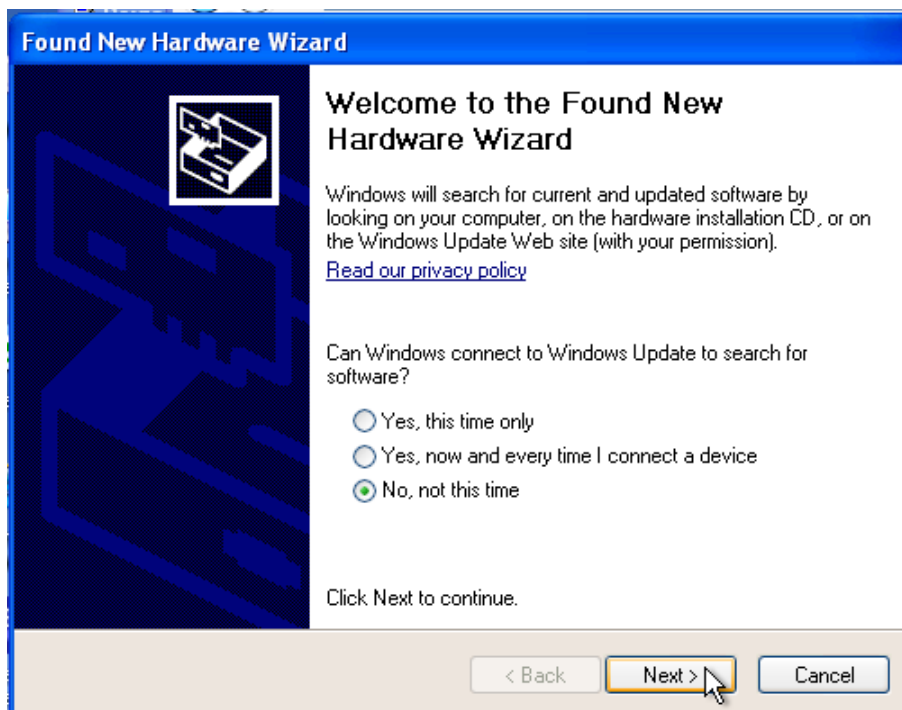 Found New Hardware Wizard
Welcome to the Found New
Hardware Wizard
Windows will search for current and updated software by
looking on your computer, on the hardware installation CD, or on
the Windows Update Web site (with your permission).
Read our privacy policy
Can Windows connect to Windows Update to search for
software?
Yes, this time only
Yes, now and every time I connect a device
No, not this time
Click Next to continue.
< Back Next > Cancel